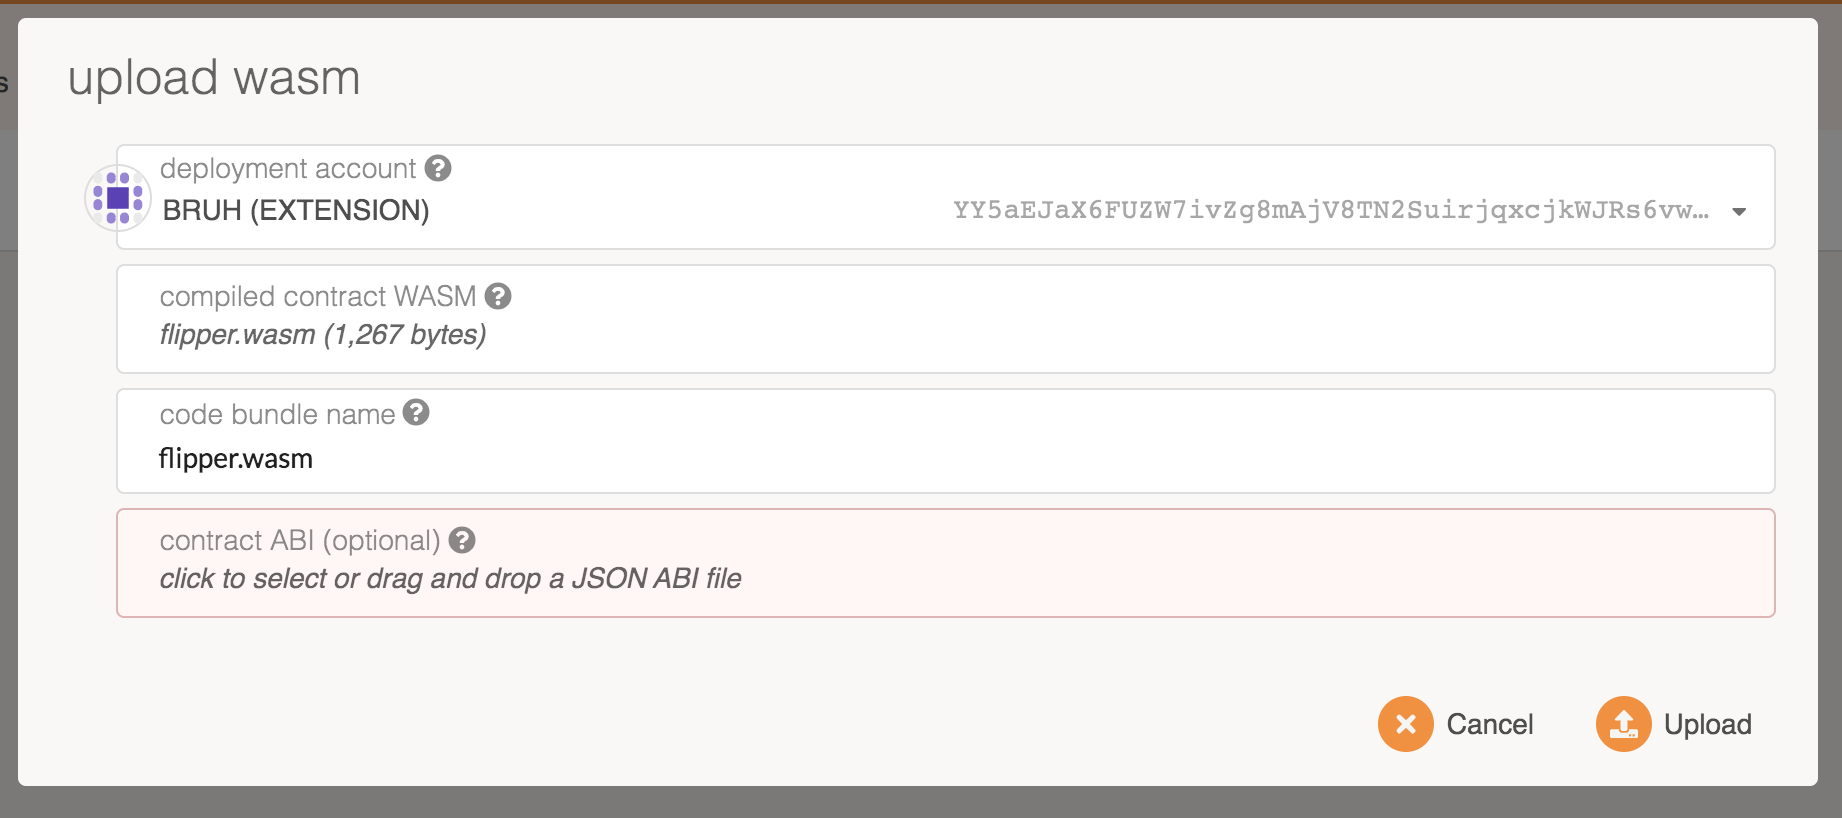 s
upload wasm
deployment account
BRUH (EXTENSION) YY5aEJaX6FUZW7ivZg8mAjV8TN2SuirjqxcjkWJRs6vw…
compiled contract WASM
flipper.wasm (1,267 bytes)
code bundle name
flipper.wasm
contract ABI (optional)
click to select or drag and drop a JSON ABI file
Cancel Upload